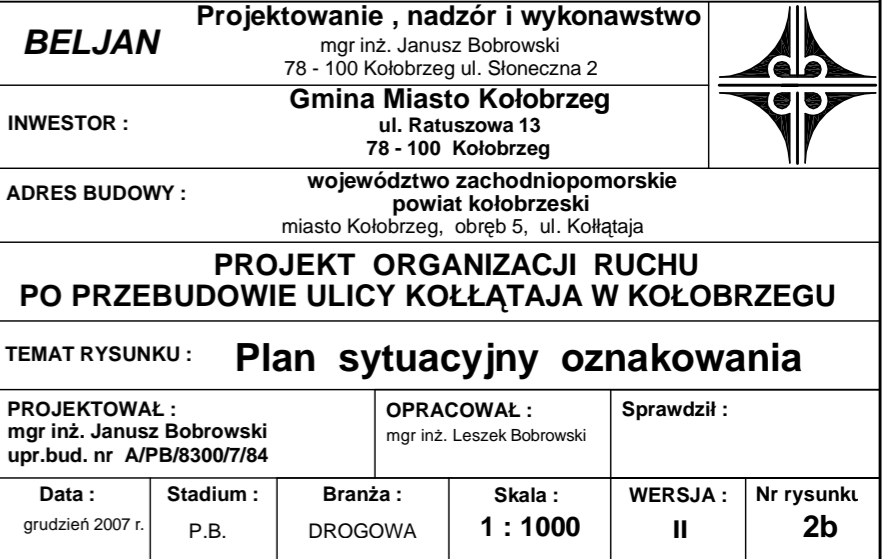 BELJAN
Projektowanie , nadzór i wykonawstwo
mgr inż. Janusz Bobrowski
78 - 100 Kołobrzeg ul. Słoneczna 2
INWESTOR :
Gmina Miasto Kołobrzeg
ul. Ratuszowa 13
78 - 100 Kołobrzeg
ADRES BUDOWY :
województwo zachodniopomorskie
powiat kołobrzeski
miasto Kołobrzeg, obręb 5, ul. Kołłątaja
PROJEKT ORGANIZACJI RUCHU
PO PRZEBUDOWIE ULICY KOŁŁĄTAJA W KOŁOBRZEGU
TEMAT RYSUNKU :
Plan sytuacyjny oznakowania
PROJEKTOWAŁ :
mgr inż. Janusz Bobrowski
upr.bud. nr A/PB/8300/7/84
OPRACOWAŁ :
mgr inż. Leszek Bobrowski
Sprawdził :
Data :
grudzień 2007 r.
Stadium :
P.B.
Branża :
DROGOWA
Skala :
1 : 1000
WERSJA :
II
Nr rysunku
2b